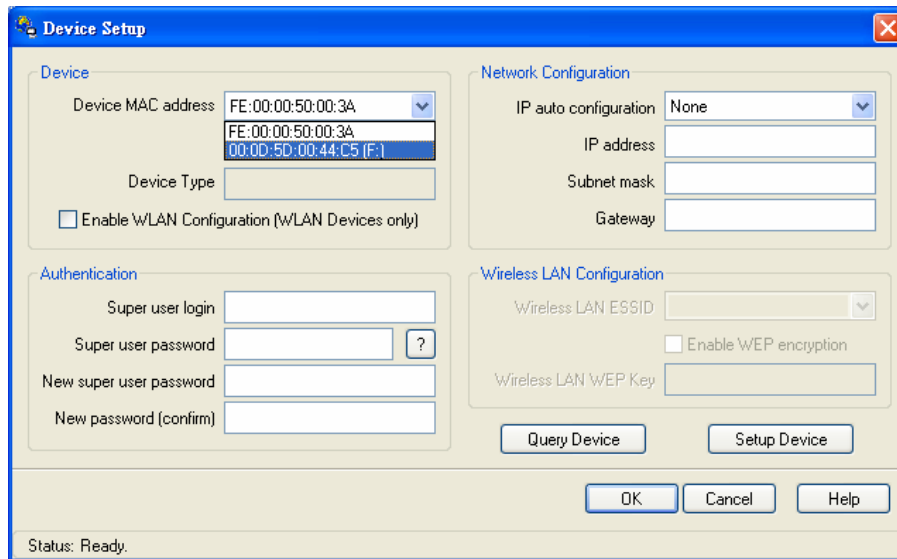 Device Setup
Device
Device MAC address
FE:00:00:50:00:3A
FE:00:00:50:00:3A
00:0D:5D:00:44:C5 (F:)
Device Type
Enable WLAN Configuration (WLAN Devices only)
Network Configuration
IP auto configuration
None
IP address
Subnet mask
Gateway
Authentication
Super user login
Super user password
?
New super user password
New password (confirm)
Wireless LAN Configuration
Wireless LAN ESSID
Enable WEP encryption
Wireless LAN WEP Key
Query Device
Setup Device
OK
Cancel
Help
Status: Ready.